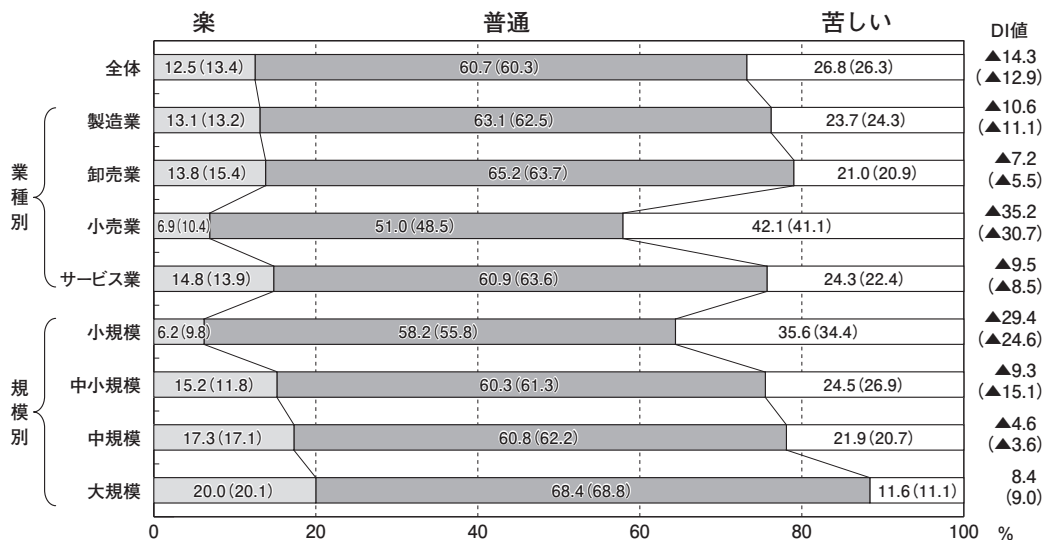 楽 普通 苦しい DI値
全体 12.5(13.4) 60.7(60.3) 26.8(26.3) ▲14.3
(▲12.9)
業種別
製造業 13.1(13.2) 63.1(62.5) 23.7(24.3) ▲10.6
(▲11.1)
卸売業 13.8(15.4) 65.2(63.7) 21.0(20.9) ▲7.2
(▲5.5)
小売業 6.9(10.4) 51.0(48.5) 42.1(41.1) ▲35.2
(▲30.7)
サービス業 14.8(13.9) 60.9(63.6) 24.3(22.4) ▲9.5
(▲8.5)
規模別
小規模 6.2(9.8) 58.2(55.8) 35.6(34.4) ▲29.4
(▲24.6)
中小規模 15.2(11.8) 60.3(61.3) 24.5(26.9) ▲9.3
(▲15.1)
中規模 17.3(17.1) 60.8(62.2) 21.9(20.7) ▲4.6
(▲3.6)
大規模 20.0(20.1) 68.4(68.8) 11.6(11.1) 8.4
(9.0)
0 20 40 60 80 100 %